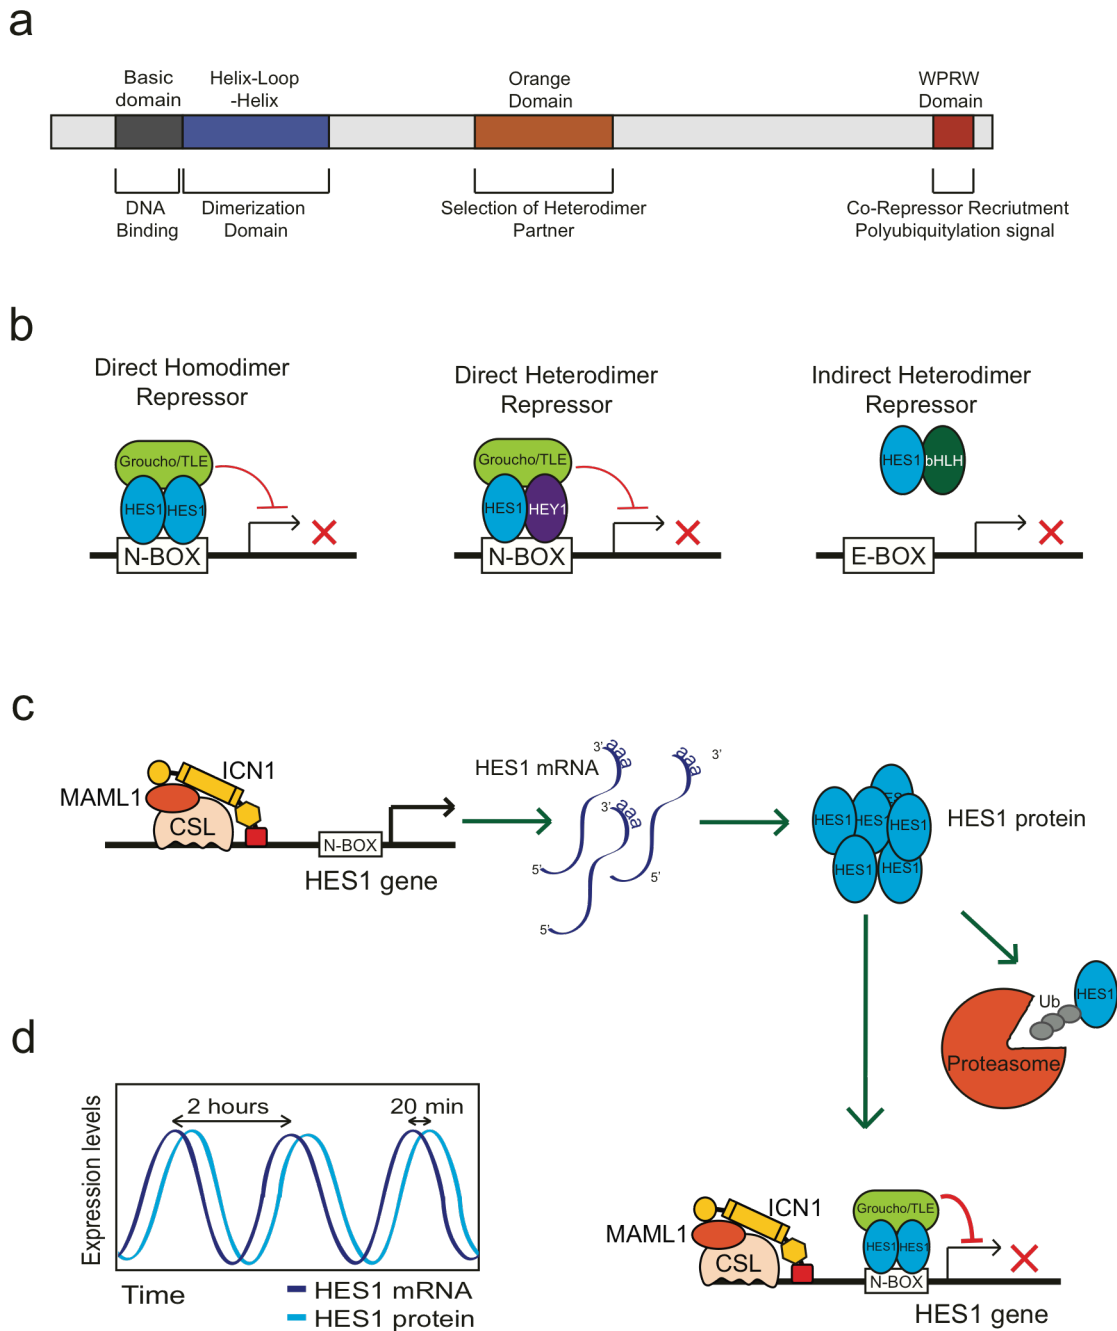 a
Basic
domain
Helix-Loop
-Helix
Orange
Domain
WPRW
Domain
DNA
Binding
Dimerization
Domain
Selection of Heterodimer
Partner
Co-Repressor Recriutment
Polyubiquitylation signal
b
Direct Homodimer
Repressor
Groucho/TLE
HES1
HES1
N-BOX
Direct Heterodimer
Repressor
Groucho/TLE
HES1
HEY1
N-BOX
Indirect Heterodimer
Repressor
HES1
bHLH
E-BOX
c
MAML1
ICN1
CSL
N-BOX
HES1 gene
HES1 mRNA
3'
aaa
5'
3'
aaa
5'
3'
aaa
5'
HES1
HES1
HES1
HES1
HES1
HES1 protein
Ub
HES1
Proteasome
MAML1
ICN1
CSL
Groucho/TLE
HES1
HES1
N-BOX
HES1 gene
d
Expression levels
2 hours
20 min
Time
HES1 mRNA
HES1 protein